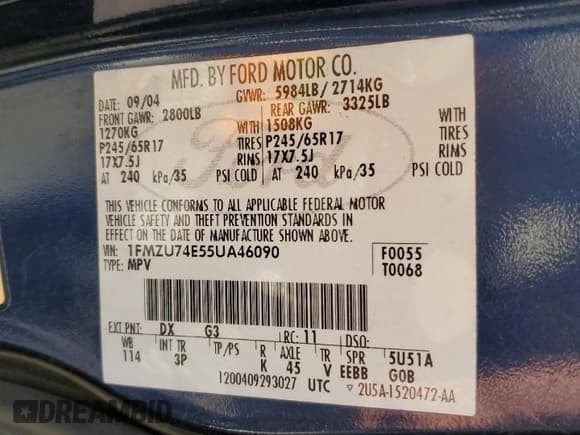 MFD. BY FORD MOTOR CO.
09/04 GVWR: 5984LB/ 2714KG
FRONT GAWR: 2800LB REAR GAWR: 3325LB
1270KG WITH 1508KG WITH
P245/65R17 TIRES P245/65R17 TIRES
17X7.5J RIMS 17X7.5J RIMS
AT 240 kPa/35 PSI COLD AT 240 kPa/35 PSI COLD
Ford
THIS VEHICLE CONFORMS TO ALL APPLICABLE FEDERAL MOTOR
VEHICLE SAFETY AND THEFT PREVENTION STANDARDS IN
EFFECT ON THE DATE OF MANUFACTURE SHOWN ABOVE.
VIN: 1FMZU74E55UA46090 F0055
TYPE: MPV T0068
EXT PNT: DX G3 RC: 11 DSO:
WB INT TR TP/PS R AXLE TR SPR 5U51A
114 3P K 45 V EEBB GOB
1200409293027 UTC ▽ 2U5A-1520472-AA
DREAMBID